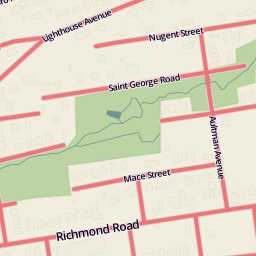 Lighthouse Avenue
Nugent Street
Saint George Road
Aultman Avenue
Mace Street
Richmond Road